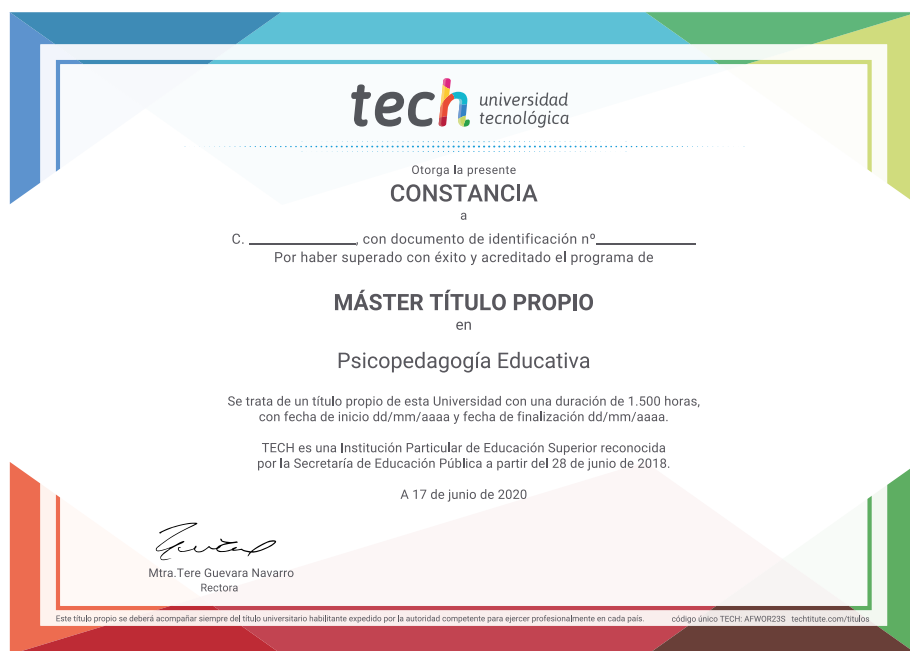 tech universidad
tecnológica
Otorga la presente
CONSTANCIA
a
C. ____________, con documento de identificación nº___________
Por haber superado con éxito y acreditado el programa de
MÁSTER TÍTULO PROPIO
en
Psicopedagogía Educativa
Se trata de un título propio de esta Universidad con una duración de 1.500 horas,
con fecha de inicio dd/mm/aaaa y fecha de finalización dd/mm/aaaa.
TECH es una Institución Particular de Educación Superior reconocida
por la Secretaría de Educación Pública a partir del 28 de junio de 2018.
A 17 de junio de 2020
Mtra.Tere Guevara Navarro
Rectora
Este título propio se deberá acompañar siempre del título universitario habilitante expedido por la autoridad competente para ejercer profesionalmente en cada país. código único TECH: AFWOR23S techtitute.com/titulos